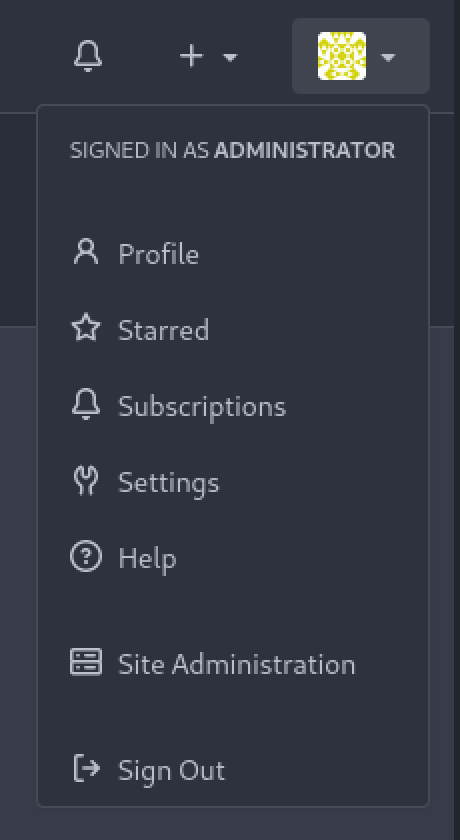 SIGNED IN AS ADMINISTRATOR
Profile
Starred
Subscriptions
Settings
Help
Site Administration
Sign Out